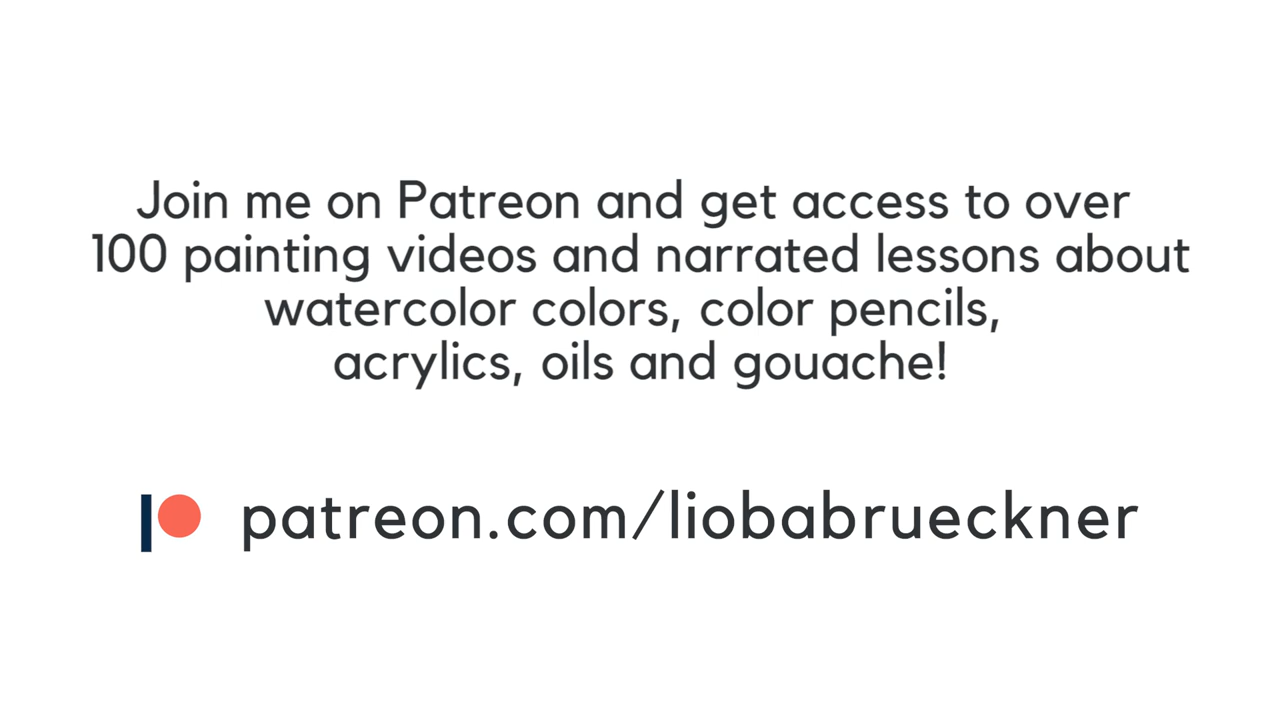 Join me on Patreon and get access to over
100 painting videos and narrated lessons about
watercolor colors, color pencils,
acrylics, oils and gouache!
patreon.com/liobabrueckner